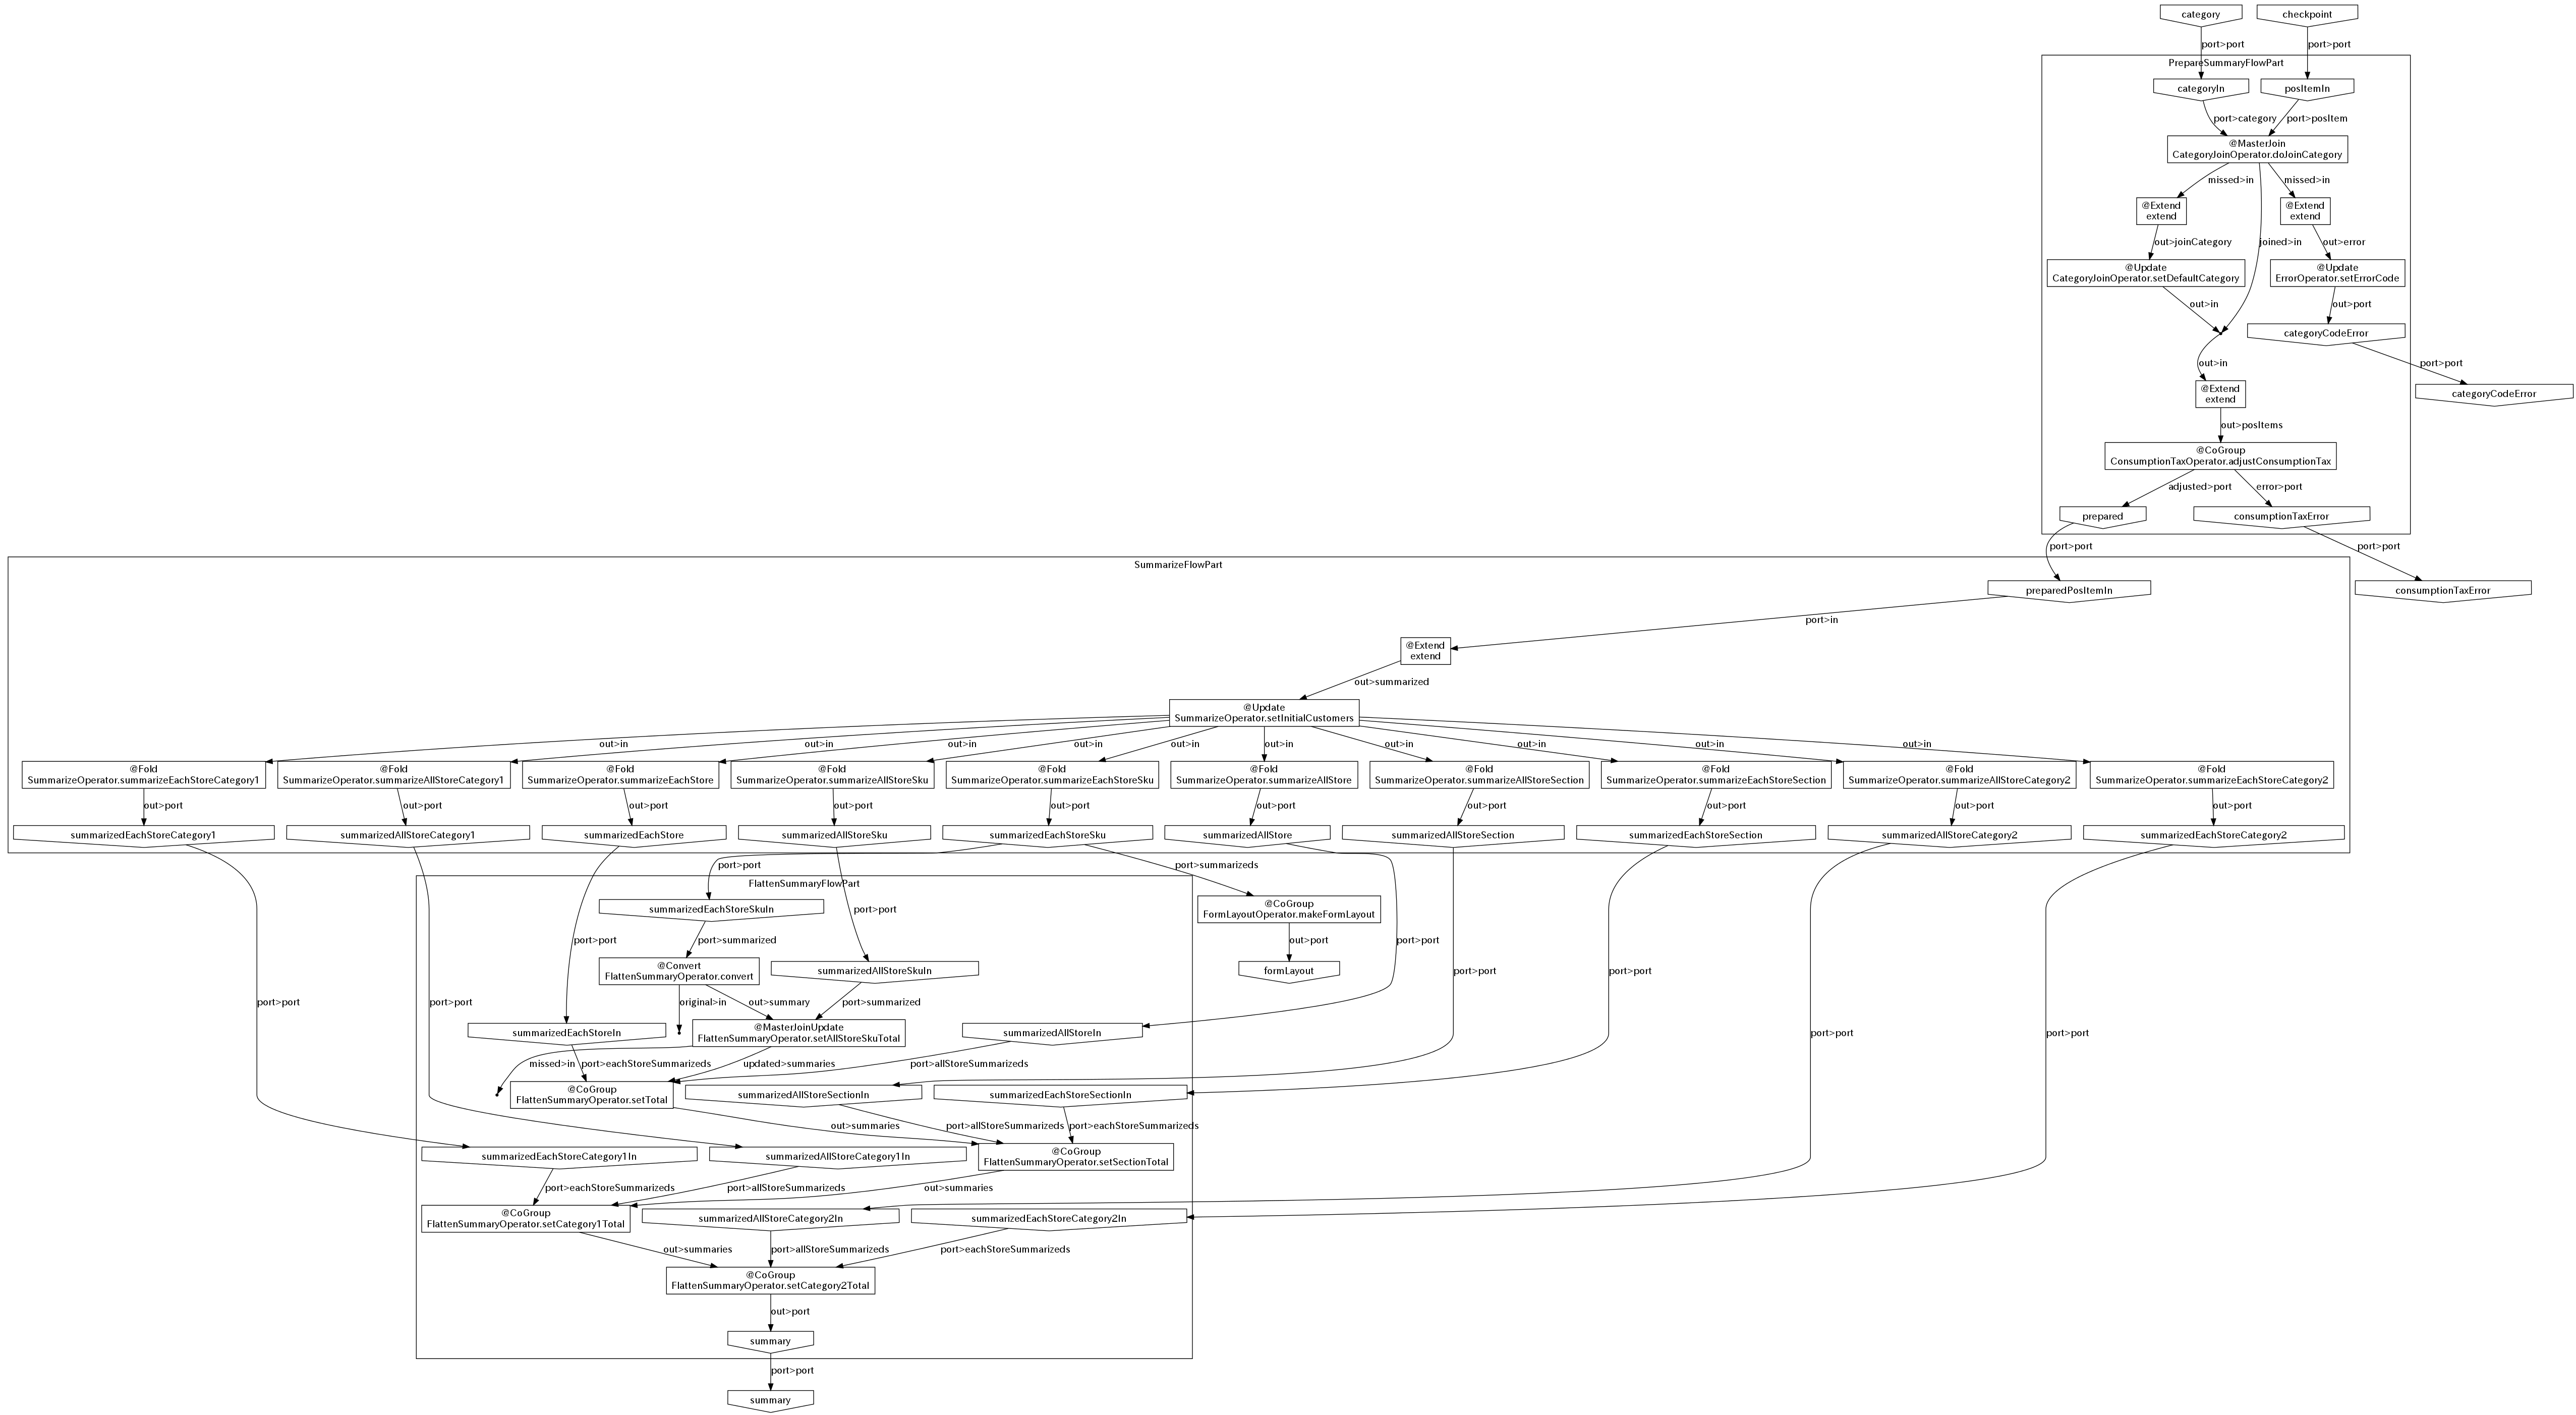 category
checkpoint
port>port
port>port
PrepareSummaryFlowPart
categoryIn
posItemIn
port>category
port>posItem
@MasterJoin
CategoryJoinOperator.doJoinCategory
missed>in
missed>in
@Extend
extend
@Extend
extend
out>joinCategory
joined>in
out>error
@Update
CategoryJoinOperator.setDefaultCategory
@Update
ErrorOperator.setErrorCode
out>in
out>port
categoryCodeError
out>in
port>port
@Extend
extend
categoryCodeError
out>posItems
@CoGroup
ConsumptionTaxOperator.adjustConsumptionTax
adjusted>port
error>port
prepared
consumptionTaxError
port>port
port>port
SummarizeFlowPart
preparedPosItemIn
consumptionTaxError
port>in
@Extend
extend
out>summarized
@Update
SummarizeOperator.setInitialCustomers
out>in
out>in
out>in
out>in
out>in
out>in
out>in
out>in
out>in
out>in
@Fold
SummarizeOperator.summarizeEachStoreCategory1
@Fold
SummarizeOperator.summarizeAllStoreCategory1
@Fold
SummarizeOperator.summarizeEachStore
@Fold
SummarizeOperator.summarizeAllStoreSku
@Fold
SummarizeOperator.summarizeEachStoreSku
@Fold
SummarizeOperator.summarizeAllStore
@Fold
SummarizeOperator.summarizeAllStoreSection
@Fold
SummarizeOperator.summarizeEachStoreSection
@Fold
SummarizeOperator.summarizeAllStoreCategory2
@Fold
SummarizeOperator.summarizeEachStoreCategory2
out>port
out>port
out>port
out>port
out>port
out>port
out>port
out>port
out>port
out>port
summarizedEachStoreCategory1
summarizedAllStoreCategory1
summarizedEachStore
summarizedAllStoreSku
summarizedEachStoreSku
summarizedAllStore
summarizedAllStoreSection
summarizedEachStoreSection
summarizedAllStoreCategory2
summarizedEachStoreCategory2
port>port
port>summarizeds
FlattenSummaryFlowPart
summarizedEachStoreSkuIn
port>port
@CoGroup
FormLayoutOperator.makeFormLayout
port>port
port>summarized
out>port
port>port
@Convert
FlattenSummaryOperator.convert
summarizedAllStoreSkuIn
formLayout
port>port
port>port
port>port
port>port
original>in
out>summary
port>summarized
summarizedEachStoreIn
@MasterJoinUpdate
FlattenSummaryOperator.setAllStoreSkuTotal
summarizedAllStoreIn
port>port
port>port
missed>in
port>eachStoreSummarizeds
updated>summaries
port>allStoreSummarizeds
@CoGroup
FlattenSummaryOperator.setTotal
summarizedAllStoreSectionIn
summarizedEachStoreSectionIn
out>summaries
port>allStoreSummarizeds
port>eachStoreSummarizeds
summarizedEachStoreCategory1In
summarizedAllStoreCategory1In
@CoGroup
FlattenSummaryOperator.setSectionTotal
port>eachStoreSummarizeds
port>allStoreSummarizeds
out>summaries
@CoGroup
FlattenSummaryOperator.setCategory1Total
summarizedAllStoreCategory2In
summarizedEachStoreCategory2In
out>summaries
port>allStoreSummarizeds
port>eachStoreSummarizeds
@CoGroup
FlattenSummaryOperator.setCategory2Total
out>port
summary
port>port
summary